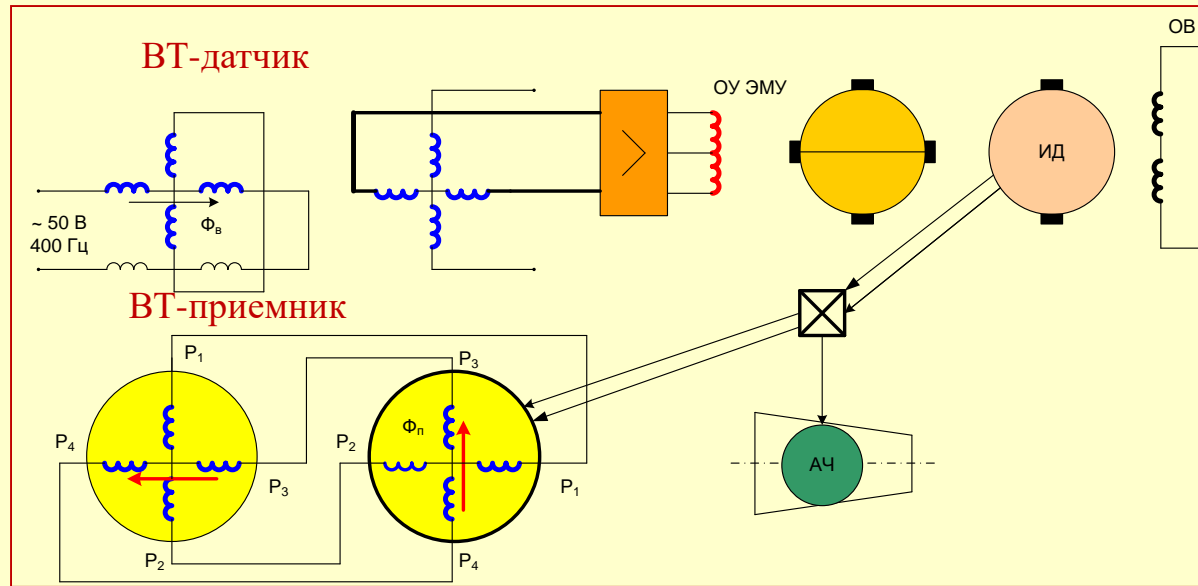 ВТ-датчик
ОУ ЭМУ
ОВ
ИД
~ 50 В
400 Гц
Фв
ВТ-приемник
Р1
Р3
Р4
Фп
Р2
Р3
Р1
Р2
Р4
АЧ